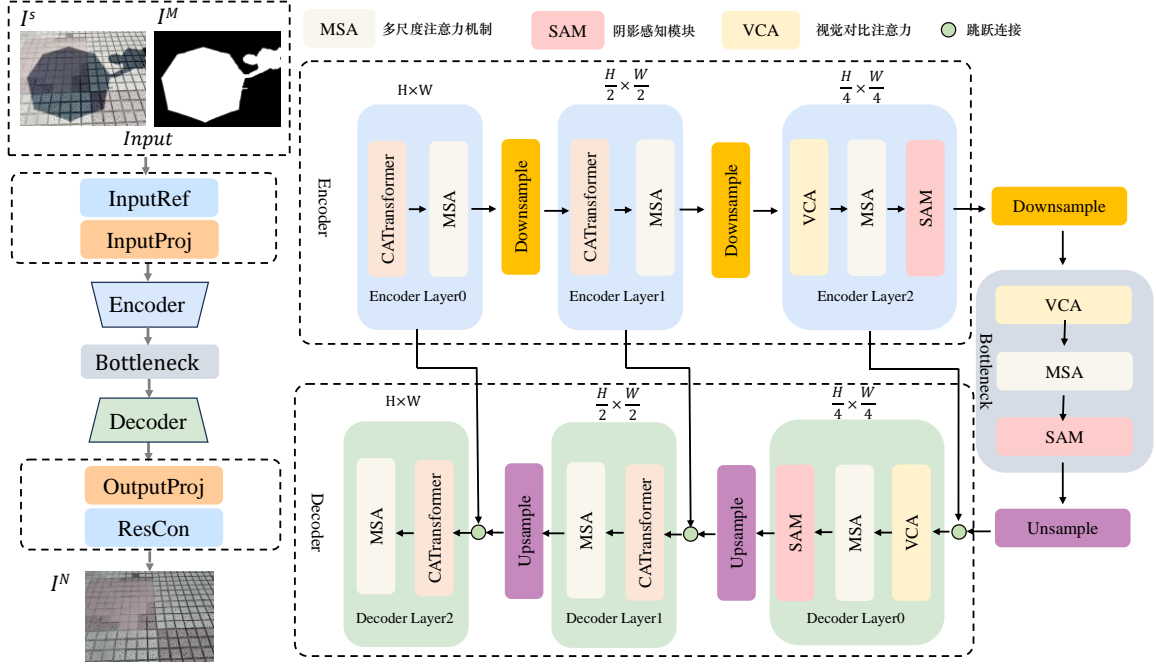 I^S
I^M
Input
InputRef
InputProj
Encoder
Bottleneck
Decoder
OutputProj
ResCon
I^N
MSA 多尺度注意力机制
SAM 阴影感知模块
VCA 视觉对比注意力
跳跃连接
Encoder
H×W
CATransformer
MSA
Encoder Layer0
Downsample
H/2 × W/2
CATransformer
MSA
Encoder Layer1
Downsample
H/4 × W/4
VCA
MSA
SAM
Encoder Layer2
Downsample
Bottleneck
VCA
MSA
SAM
Unsample
Decoder
H×W
MSA
CATransformer
Decoder Layer2
Upsample
H/2 × W/2
MSA
CATransformer
Decoder Layer1
Upsample
H/4 × W/4
SAM
MSA
VCA
Decoder Layer0